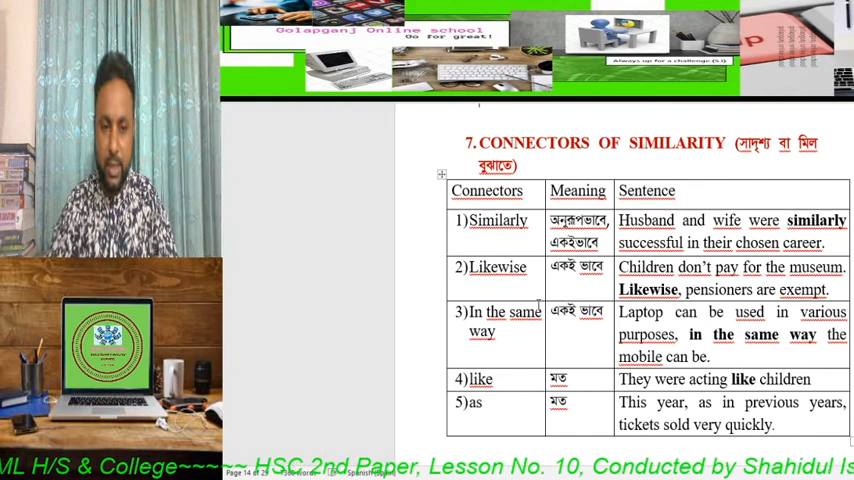 Golapganj Online school
Go for great!
Always up for a challenge.(S.I)
7. CONNECTORS OF SIMILARITY (সাদৃশ্য বা মিল
বুঝাতে)
Connectors Meaning Sentence
1) Similarly অনুরূপভাবে, একইভাবে Husband and wife were similarly
successful in their chosen career.
2) Likewise একই ভাবে Children don't pay for the museum.
Likewise, pensioners are exempt.
3) In the same way একই ভাবে Laptop can be used in various
purposes, in the same way the
mobile can be.
4) like মত They were acting like children
5) as মত This year, as in previous years,
tickets sold very quickly.
ML H/S & College~~~~~ HSC 2nd Paper, Lesson No. 10, Conducted by Shahidul Is
Page 14 of 29